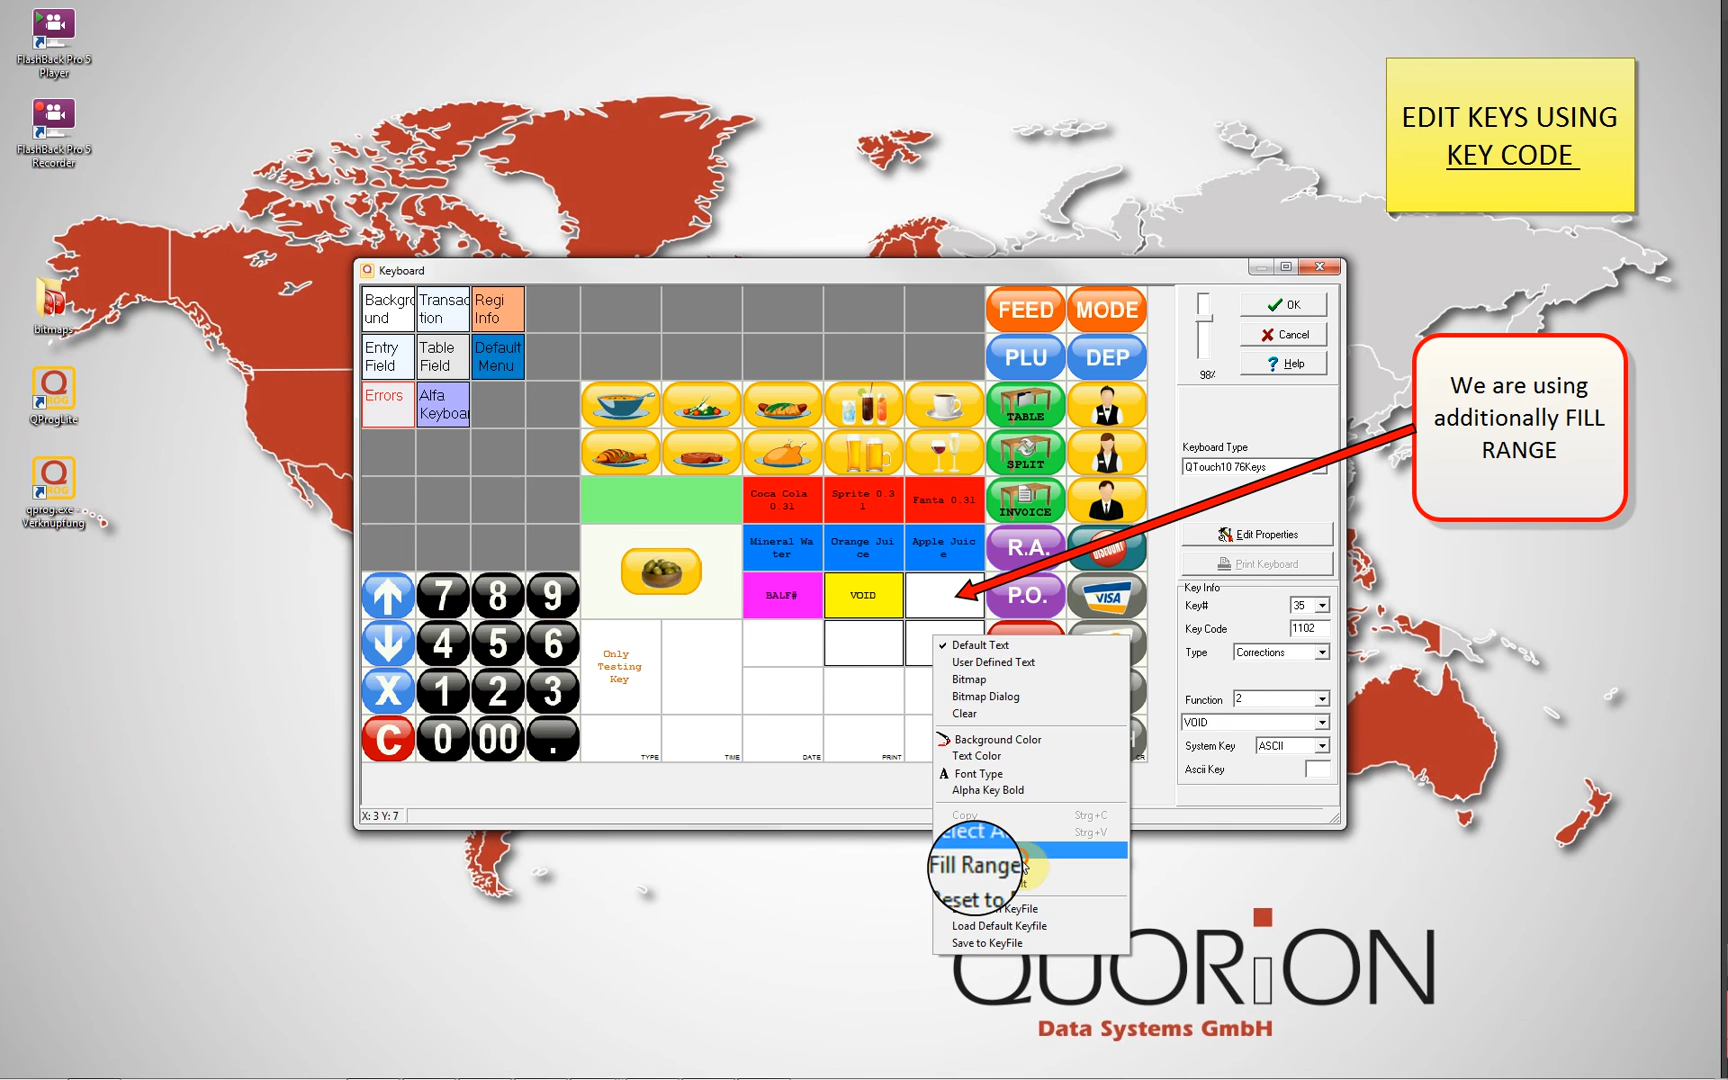 FlashBack Pro 5
Player
FlashBack Pro 5
Recorder
bitmaps
QProgLite
qprog.exe -
Verknüpfung
EDIT KEYS USING
KEY CODE
We are using
additionally FILL
RANGE
Keyboard
Backgro
und
Transac
tion
Regi
Info
Entry
Field
Table
Field
Default
Menu
Errors
Alfa
Keyboar
FEED
MODE
PLU
DEP
TABLE
SPLIT
INVOICE
Coca Cola
0.3l
Sprite 0.3
l
Fanta 0.3l
Mineral Wa
ter
Orange Jui
ce
Apple Juic
e
R.A.
DISCOUNT
BALF#
VOID
P.O.
VISA
7
8
9
4
5
6
X
1
2
3
C
0
00
.
Only
Testing
Key
TYPE
TIME
DATE
PRINT
CR
X: 3 Y: 7
OK
Cancel
Help
98%
Keyboard Type
QTouch10 76Keys
Edit Properties
Print Keyboard
Key Info
Key#
35
Key Code
1102
Type
Corrections
Function
2
VOID
System Key
ASCII
Ascii Key
Default Text
User Defined Text
Bitmap
Bitmap Dialog
Clear
Background Color
Text Color
Font Type
Alpha Key Bold
Copy
Strg+C
Strg+V
Fill Range
KeyFile
Load Default Keyfile
Save to KeyFile
QUORiON
Data Systems GmbH